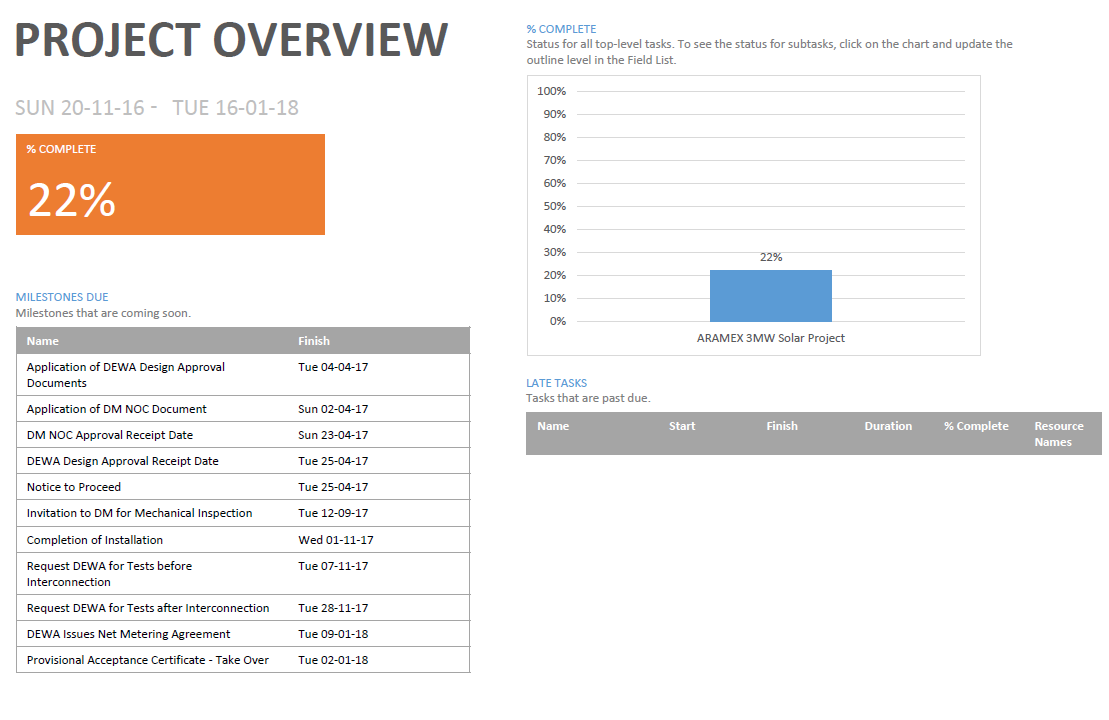 PROJECT OVERVIEW
SUN 20-11-16 - TUE 16-01-18
% COMPLETE
22%
MILESTONES DUE
Milestones that are coming soon.
Name Finish
Application of DEWA Design Approval Tue 04-04-17
Documents
Application of DM NOC Document Sun 02-04-17
DM NOC Approval Receipt Date Sun 23-04-17
DEWA Design Approval Receipt Date Tue 25-04-17
Notice to Proceed Tue 25-04-17
Invitation to DM for Mechanical Inspection Tue 12-09-17
Completion of Installation Wed 01-11-17
Request DEWA for Tests before Tue 07-11-17
Interconnection
Request DEWA for Tests after Interconnection Tue 28-11-17
DEWA Issues Net Metering Agreement Tue 09-01-18
Provisional Acceptance Certificate - Take Over Tue 02-01-18
% COMPLETE
Status for all top-level tasks. To see the status for subtasks, click on the chart and update the
outline level in the Field List.
100%
90%
80%
70%
60%
50%
40%
30%
20%
10%
0%
22%
ARAMEX 3MW Solar Project
LATE TASKS
Tasks that are past due.
Name Start Finish Duration % Complete Resource
Names